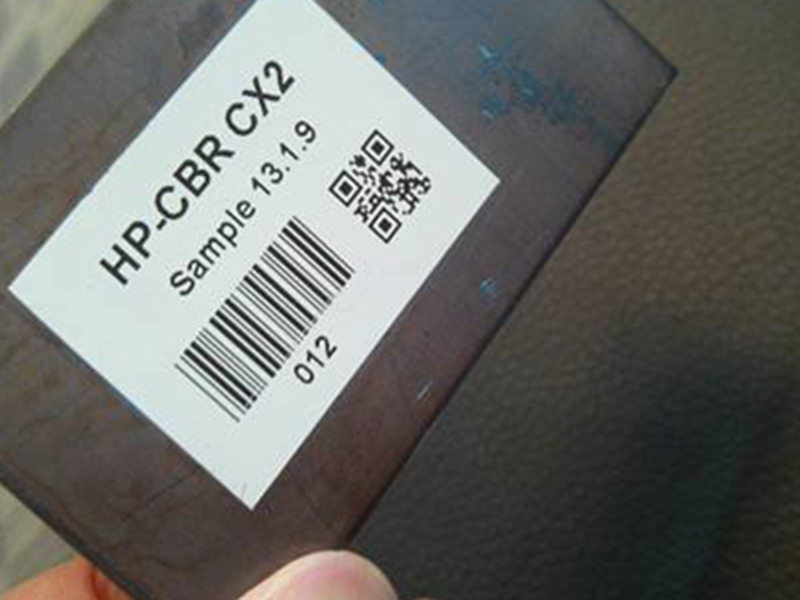 HP-CBR CX2
Sample 13.1.9
012